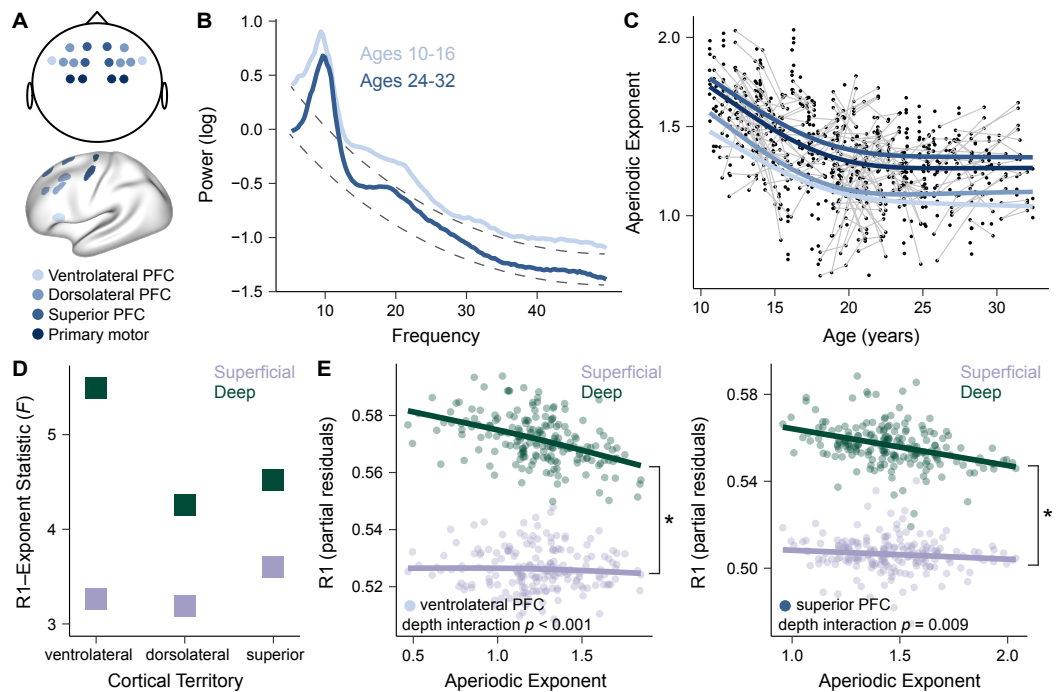 A
Ventrolateral PFC
Dorsolateral PFC
Superior PFC
Primary motor
B
Power (log)
1.0
0.0
−0.5
−1.0
−1.5
Ages 10-16
Ages 24-32
10
20
30
40
Frequency
C
Aperiodic Exponent
2.0
1.5
1.0
10
15
20
25
30
Age (years)
D
R1–Exponent Statistic (F)
Superficial
Deep
5
4
3
ventrolateral
dorsolateral
superior
Cortical Territory
E
R1 (partial residuals)
Superficial
Deep
0.58
0.56
0.54
0.52
*
ventrolateral PFC
depth interaction p < 0.001
0.5
1.0
1.5
Aperiodic Exponent
R1 (partial residuals)
Superficial
Deep
0.58
0.54
0.50
*
superior PFC
depth interaction p = 0.009
1.0
1.5
2.0
Aperiodic Exponent